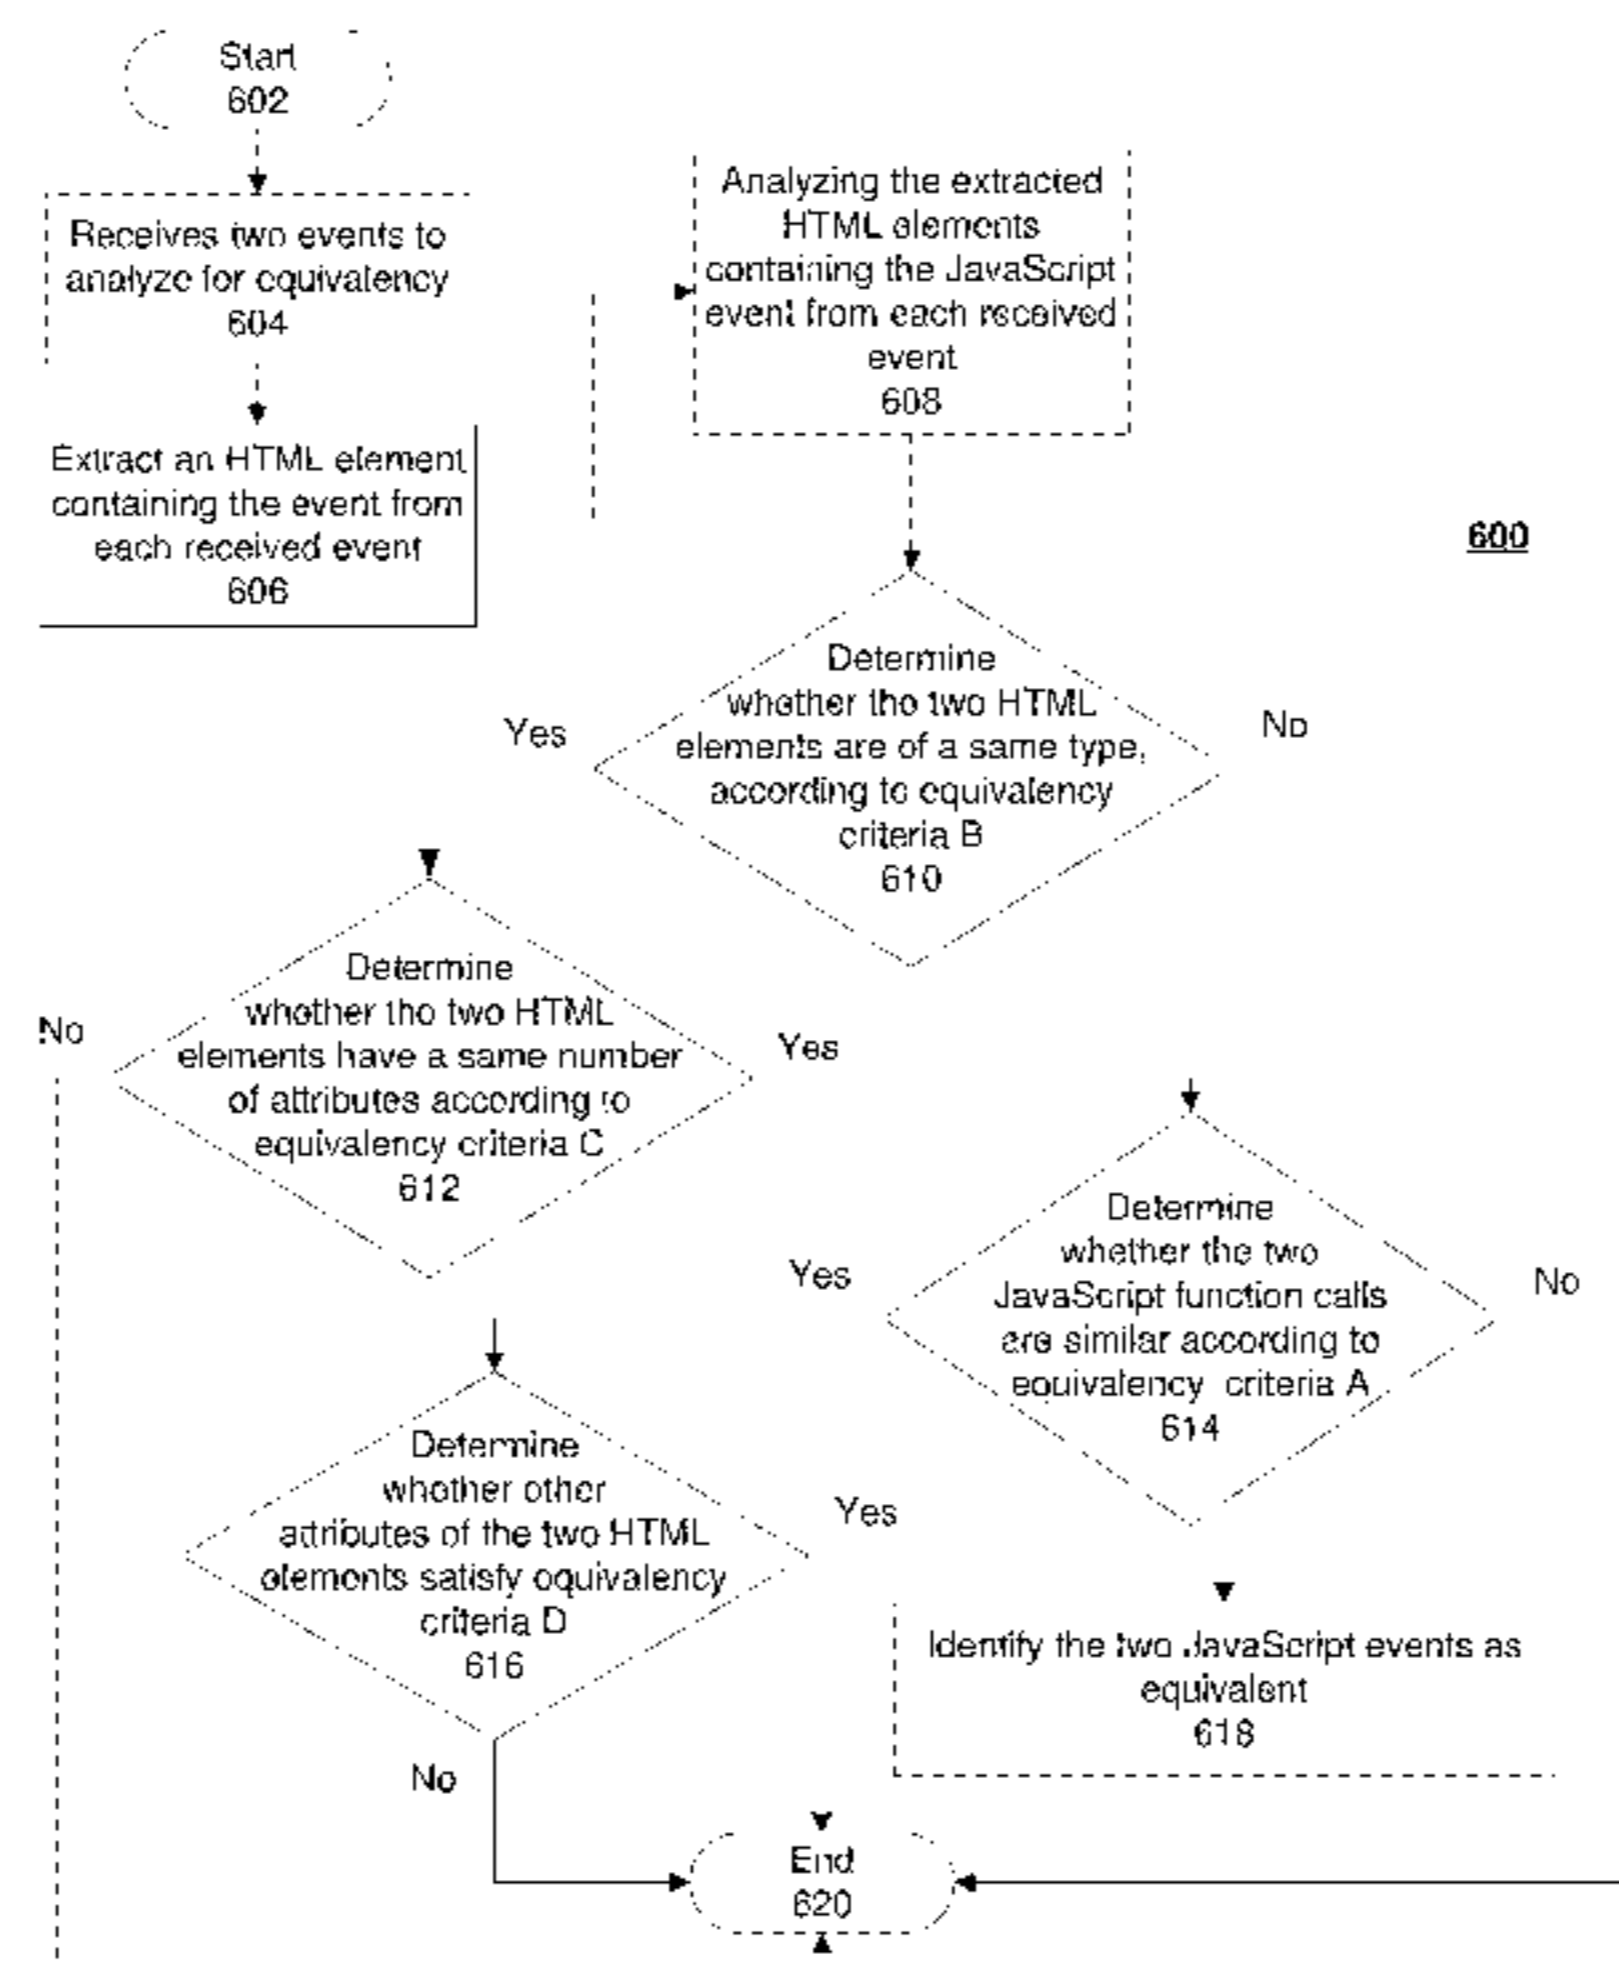 Start
602
Receives two events to
analyze for equivalency
604
Extract an HTML element
containing the event from
each received event
606
Analyzing the extracted
HTML elements
containing the JavaScript
event from each received
event
608
600
Determine
whether the two HTML
elements are of a same type,
according to equivalency
criteria B
610
Yes
No
Determine
whether the two HTML
elements have a same number
of attributes according to
equivalency criteria C
612
No
Yes
Determine
whether the two
JavaScript function calls
are similar according to
equivalency criteria A
614
Yes
No
Determine
whether other
attributes of the two HTML
elements satisfy equivalency
criteria D
616
Yes
No
Identify the two JavaScript events as
equivalent
618
End
620